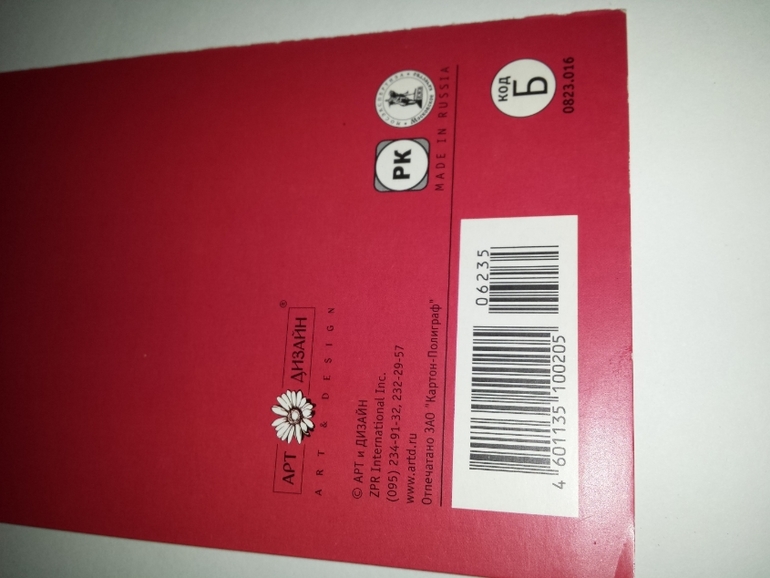 АРТ ДИЗАЙН ®
ART & DESIGN
© АРТ и ДИЗАЙН
ZPR International Inc.
(095) 234-91-32, 232-29-57
www.artd.ru
Отпечатано ЗАО "Картон-Полиграф"
РК
MADE IN RUSSIA
код
Б
0823.016
06235
4 601135 100205